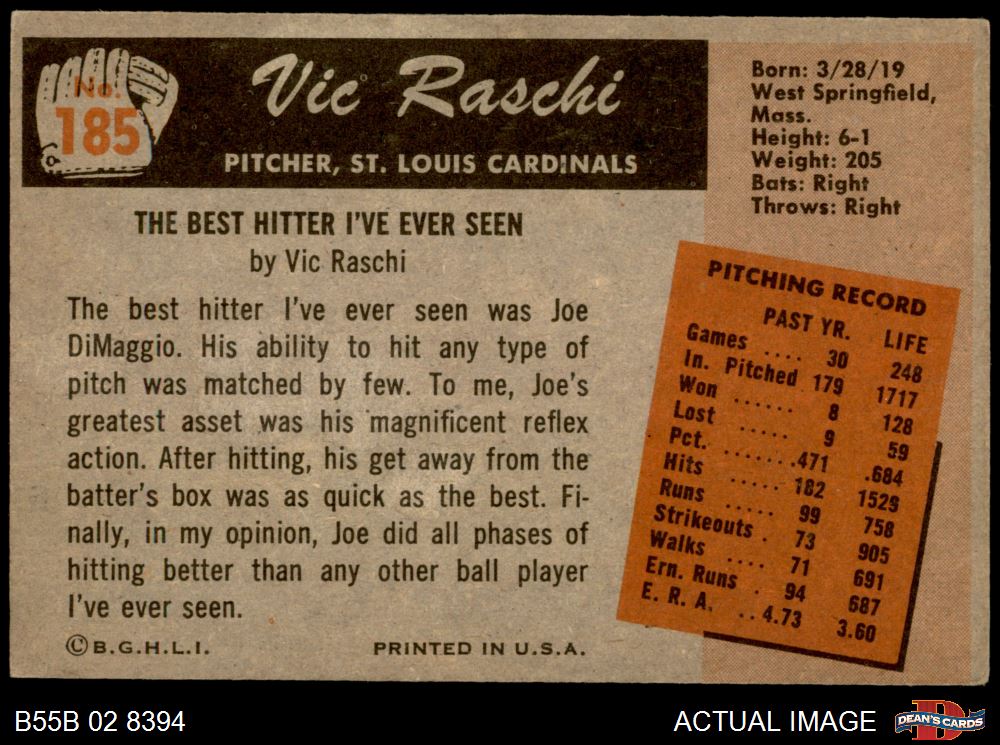 No.
185
Vic Raschi
PITCHER, ST. LOUIS CARDINALS
Born: 3/28/19
West Springfield,
Mass.
Height: 6-1
Weight: 205
Bats: Right
Throws: Right
THE BEST HITTER I'VE EVER SEEN
by Vic Raschi
The best hitter I've ever seen was Joe
DiMaggio. His ability to hit any type of
pitch was matched by few. To me, Joe's
greatest asset was his magnificent reflex
action. After hitting, his get away from the
batter's box was as quick as the best. Fi-
nally, in my opinion, Joe did all phases of
hitting better than any other ball player
I've ever seen.
©B.G.H.L.I. PRINTED IN U.S.A.
PITCHING RECORD
PAST YR. LIFE
Games .... 30 248
In. Pitched 179 1717
Won ...... 8 128
Lost ..... 9 59
Pct. .......471 .684
Hits ..... 182 1529
Runs ..... 99 758
Strikeouts . 73 905
Walks .... 71 691
Ern. Runs . 94 687
E. R. A. ..4.73 3.60
B55B 02 8394
ACTUAL IMAGE
D
DEAN'S CARDS